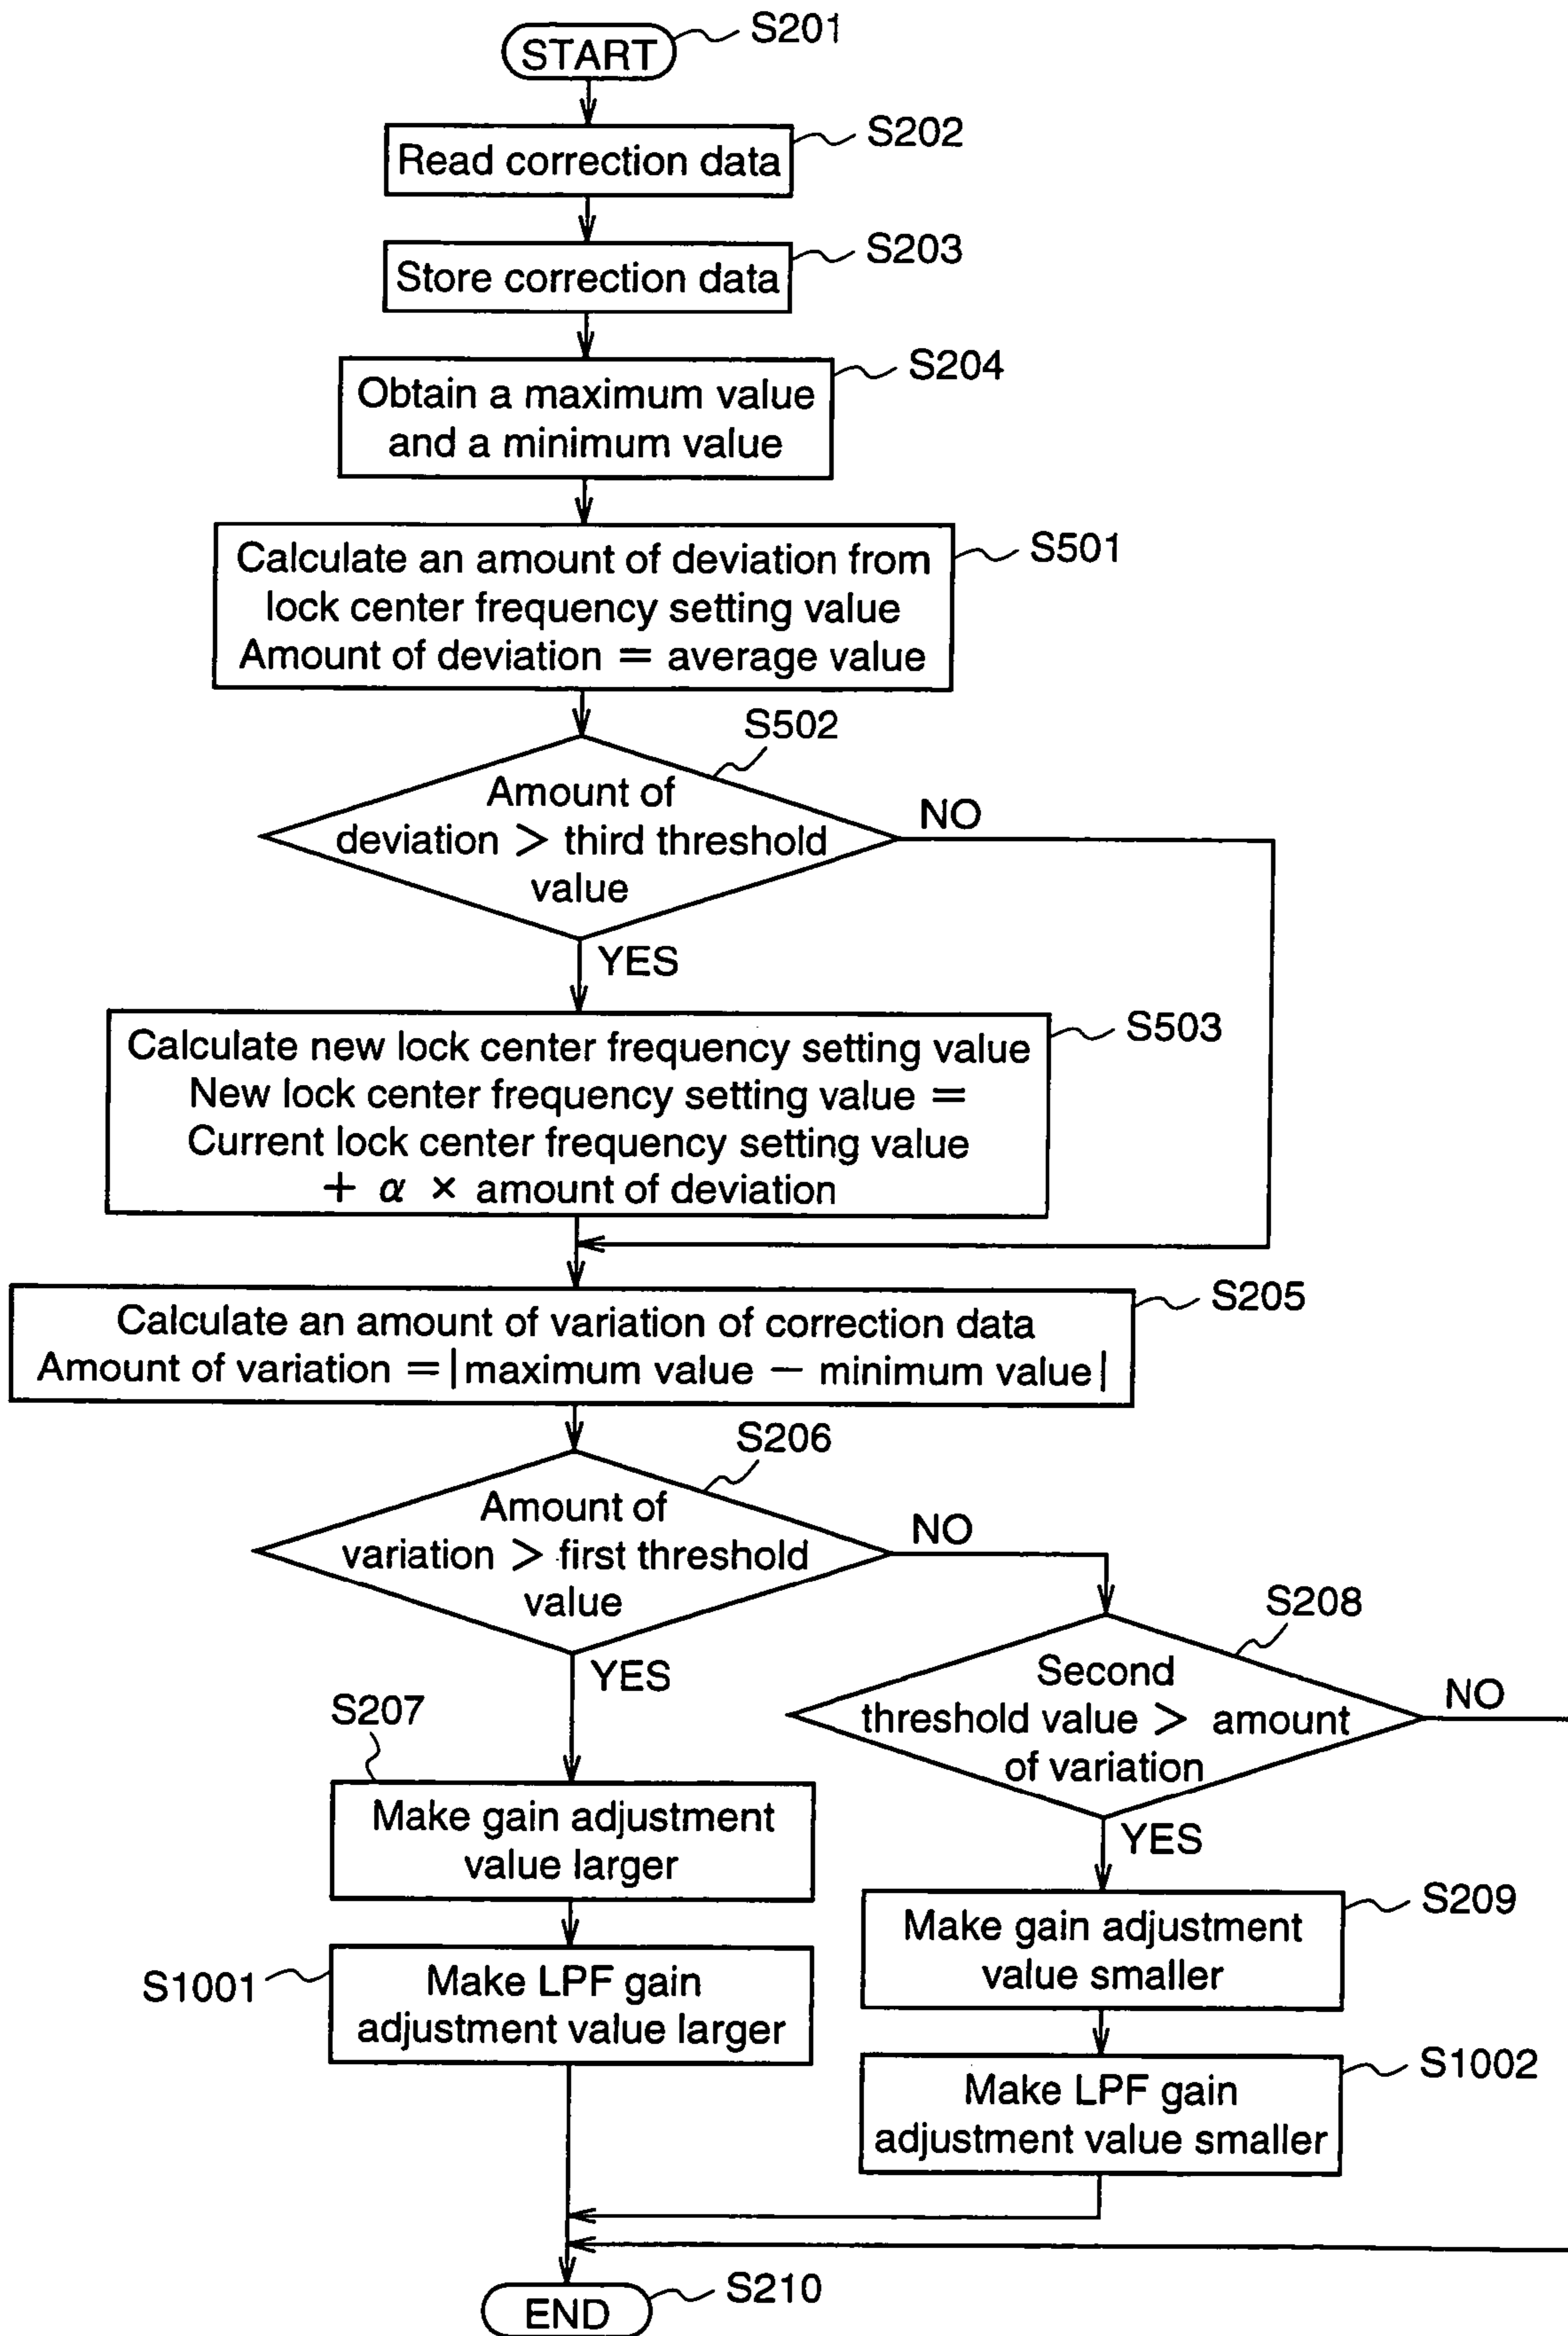 START
S201
Read correction data
S202
Store correction data
S203
Obtain a maximum value
and a minimum value
S204
Calculate an amount of deviation from
lock center frequency setting value
Amount of deviation = average value
S501
S502
Amount of
deviation > third threshold
value
NO
YES
Calculate new lock center frequency setting value
New lock center frequency setting value =
Current lock center frequency setting value
+ α × amount of deviation
S503
Calculate an amount of variation of correction data
Amount of variation = |maximum value − minimum value|
S205
S206
Amount of
variation > first threshold
value
NO
YES
S208
Second
threshold value > amount
of variation
NO
YES
S207
Make gain adjustment
value larger
S209
Make gain adjustment
value smaller
S1001
Make LPF gain
adjustment value larger
S1002
Make LPF gain
adjustment value smaller
END
S210